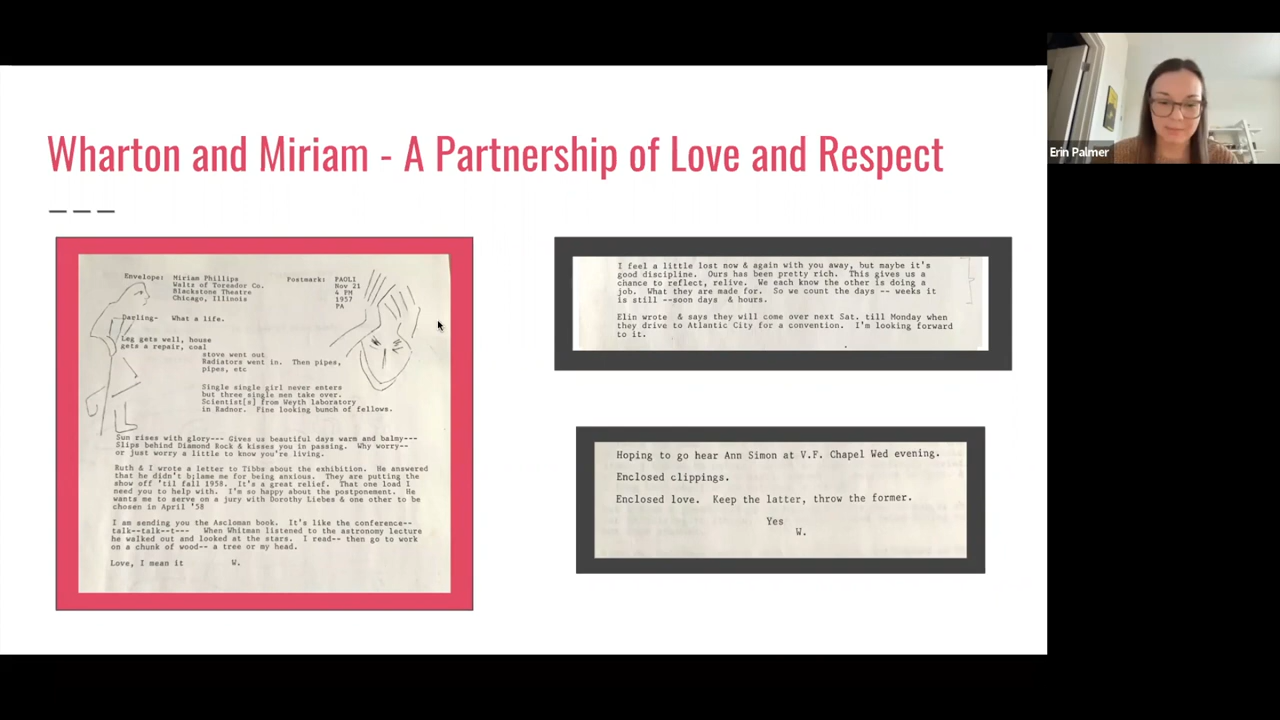 Wharton and Miriam - A Partnership of Love and Respect
Envelope: Miriam Phillips
Waltz of Toreador Co.
Blackstone Theatre
Chicago, Illinois
Postmark: PAOLI
Nov 21
4 PM
1957
PA
Darling- What a life.
Leg gets well, house
gets a repair, coal
stove went out
Radiators went in. Then pipes,
pipes, etc
Single single girl never enters
but three single men take over.
Scientist[s] from Weyth laboratory
in Radnor. Fine looking bunch of fellows.
Sun rises with glory--- Gives us beautiful days warm and balmy---
Slips behind Diamond Rock & kisses you in passing. Why worry--
or just worry a little to know you're living.
Ruth & I wrote a letter to Tibbs about the exhibition. He answered
that he didn't b;lame me for being anxious. They are putting the
show off 'til fall 1958. It's a great relief. That one load I
need you to help with. I'm so happy about the postponement. He
wants me to serve on a jury with Dorothy Liebes & one other to be
chosen in April '58
I am sending you the Ascloman book. It's like the conference--
talk--talk--t--- When Whitman listened to the astronomy lecture
he walked out and looked at the stars. I read-- then go to work
on a chunk of wood-- a tree or my head.
Love, I mean it W.
I feel a little lost now & again with you away, but maybe it's
good discipline. Ours has been pretty rich. This gives us a
chance to reflect, relive. We each know the other is doing a
job. What they are made for. So we count the days -- weeks it
is still --soon days & hours.
Elin wrote & says they will come over next Sat. till Monday when
they drive to Atlantic City for a convention. I'm looking forward
to it.
Hoping to go hear Ann Simon at V.F. Chapel Wed evening.
Enclosed clippings.
Enclosed love. Keep the latter, throw the former.
Yes
W.
Erin Palmer